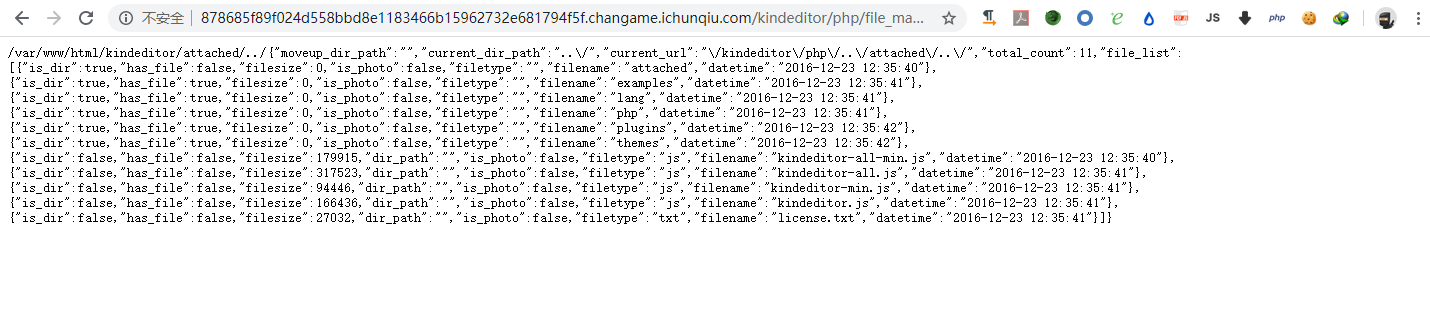 不安全 878685f89f024d558bbd8e1183466b15962732e681794f5f.changame.ichunqiu.com/kindeditor/php/file_ma... JS php
/var/www/html/kindeditor/attached/../{"moveup_dir_path":"","current_dir_path":"..\/","current_url":"\/kindeditor\/php\/..\/attached\/..\/","total_count":11,"file_list":
[{"is_dir":true,"has_file":false,"filesize":0,"is_photo":false,"filetype":"","filename":"attached","datetime":"2016-12-23 12:35:40"},
{"is_dir":true,"has_file":true,"filesize":0,"is_photo":false,"filetype":"","filename":"examples","datetime":"2016-12-23 12:35:41"},
{"is_dir":true,"has_file":true,"filesize":0,"is_photo":false,"filetype":"","filename":"lang","datetime":"2016-12-23 12:35:41"},
{"is_dir":true,"has_file":true,"filesize":0,"is_photo":false,"filetype":"","filename":"php","datetime":"2016-12-23 12:35:41"},
{"is_dir":true,"has_file":true,"filesize":0,"is_photo":false,"filetype":"","filename":"plugins","datetime":"2016-12-23 12:35:42"},
{"is_dir":true,"has_file":true,"filesize":0,"is_photo":false,"filetype":"","filename":"themes","datetime":"2016-12-23 12:35:42"},
{"is_dir":false,"has_file":false,"filesize":179915,"dir_path":"","is_photo":false,"filetype":"js","filename":"kindeditor-all-min.js","datetime":"2016-12-23 12:35:40"},
{"is_dir":false,"has_file":false,"filesize":317523,"dir_path":"","is_photo":false,"filetype":"js","filename":"kindeditor-all.js","datetime":"2016-12-23 12:35:41"},
{"is_dir":false,"has_file":false,"filesize":94446,"dir_path":"","is_photo":false,"filetype":"js","filename":"kindeditor-min.js","datetime":"2016-12-23 12:35:41"},
{"is_dir":false,"has_file":false,"filesize":166436,"dir_path":"","is_photo":false,"filetype":"js","filename":"kindeditor.js","datetime":"2016-12-23 12:35:41"},
{"is_dir":false,"has_file":false,"filesize":27032,"dir_path":"","is_photo":false,"filetype":"txt","filename":"license.txt","datetime":"2016-12-23 12:35:41"}]}